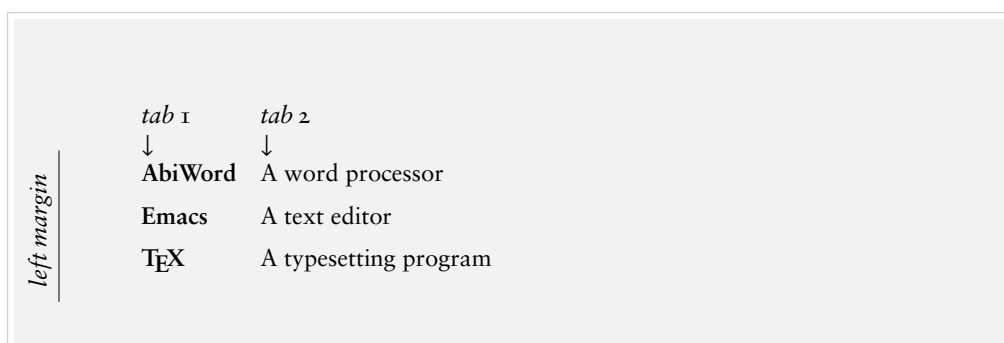 tab 1 tab 2
↓ ↓
AbiWord A word processor
Emacs A text editor
TEX A typesetting program
left margin